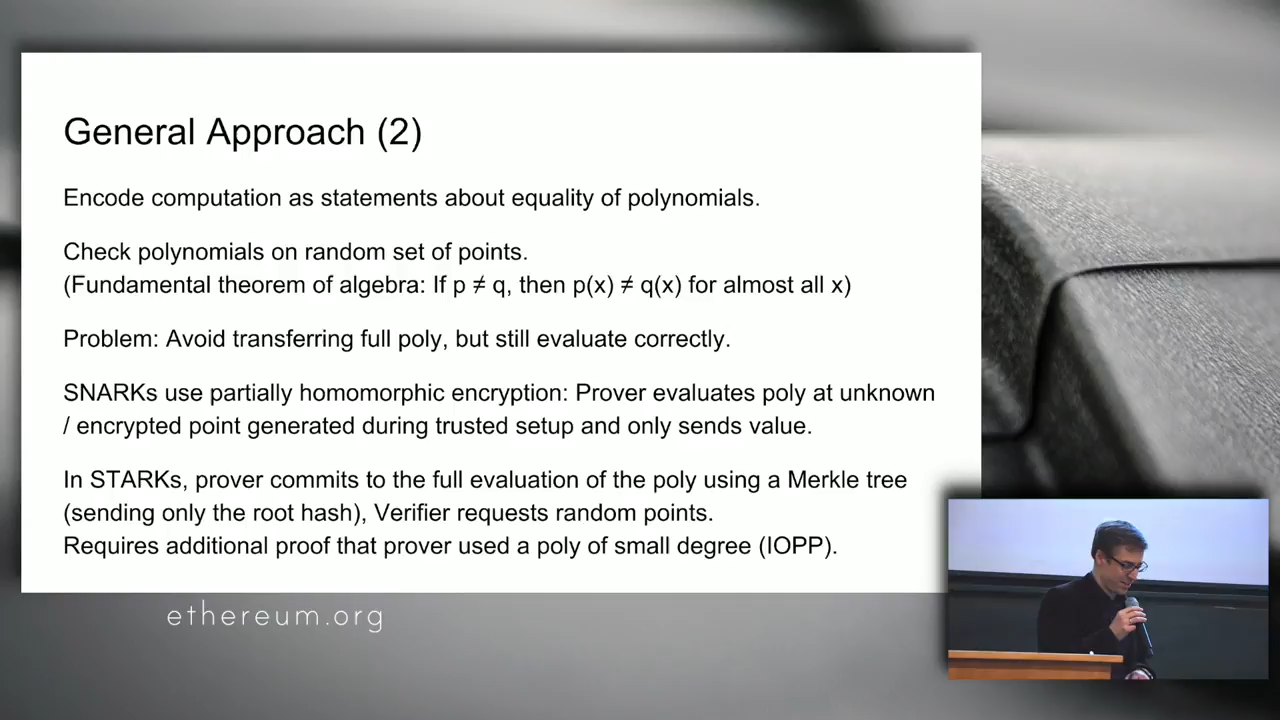 General Approach (2)
Encode computation as statements about equality of polynomials.
Check polynomials on random set of points.
(Fundamental theorem of algebra: If p ≠ q, then p(x) ≠ q(x) for almost all x)
Problem: Avoid transferring full poly, but still evaluate correctly.
SNARKs use partially homomorphic encryption: Prover evaluates poly at unknown
/ encrypted point generated during trusted setup and only sends value.
In STARKs, prover commits to the full evaluation of the poly using a Merkle tree
(sending only the root hash), Verifier requests random points.
Requires additional proof that prover used a poly of small degree (IOPP).
ethereum.org